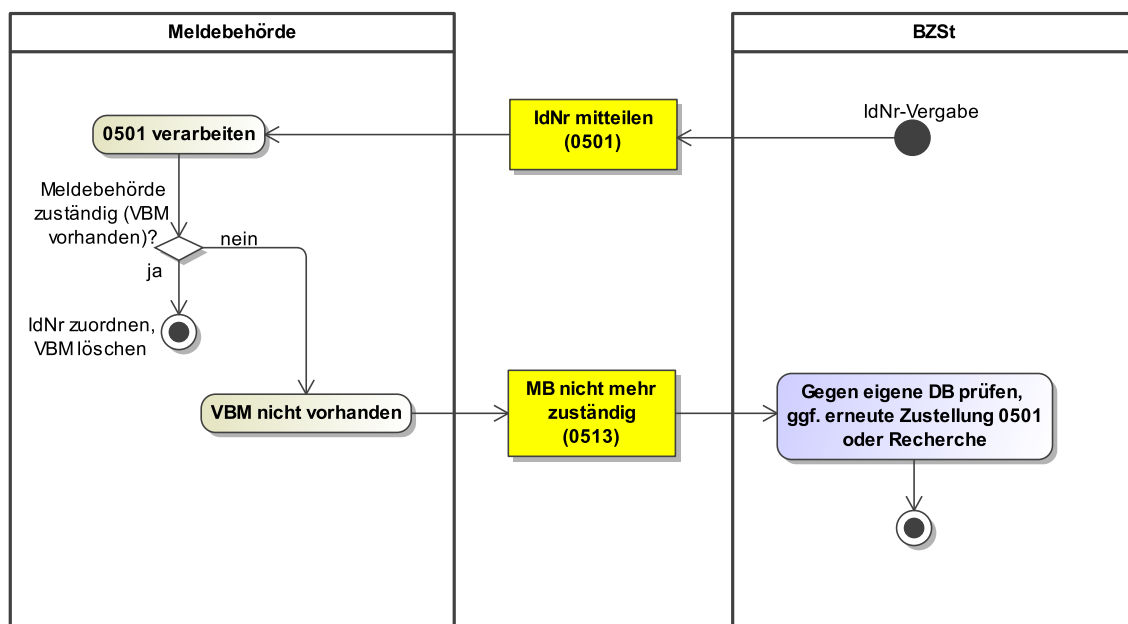 Meldebehörde
BZSt
IdNr mitteilen
(0501)
IdNr-Vergabe
0501 verarbeiten
Meldebehörde
zuständig (VBM
vorhanden)?
nein
ja
IdNr zuordnen,
VBM löschen
VBM nicht vorhanden
MB nicht mehr
zuständig
(0513)
Gegen eigene DB prüfen,
ggf. erneute Zustellung 0501
oder Recherche